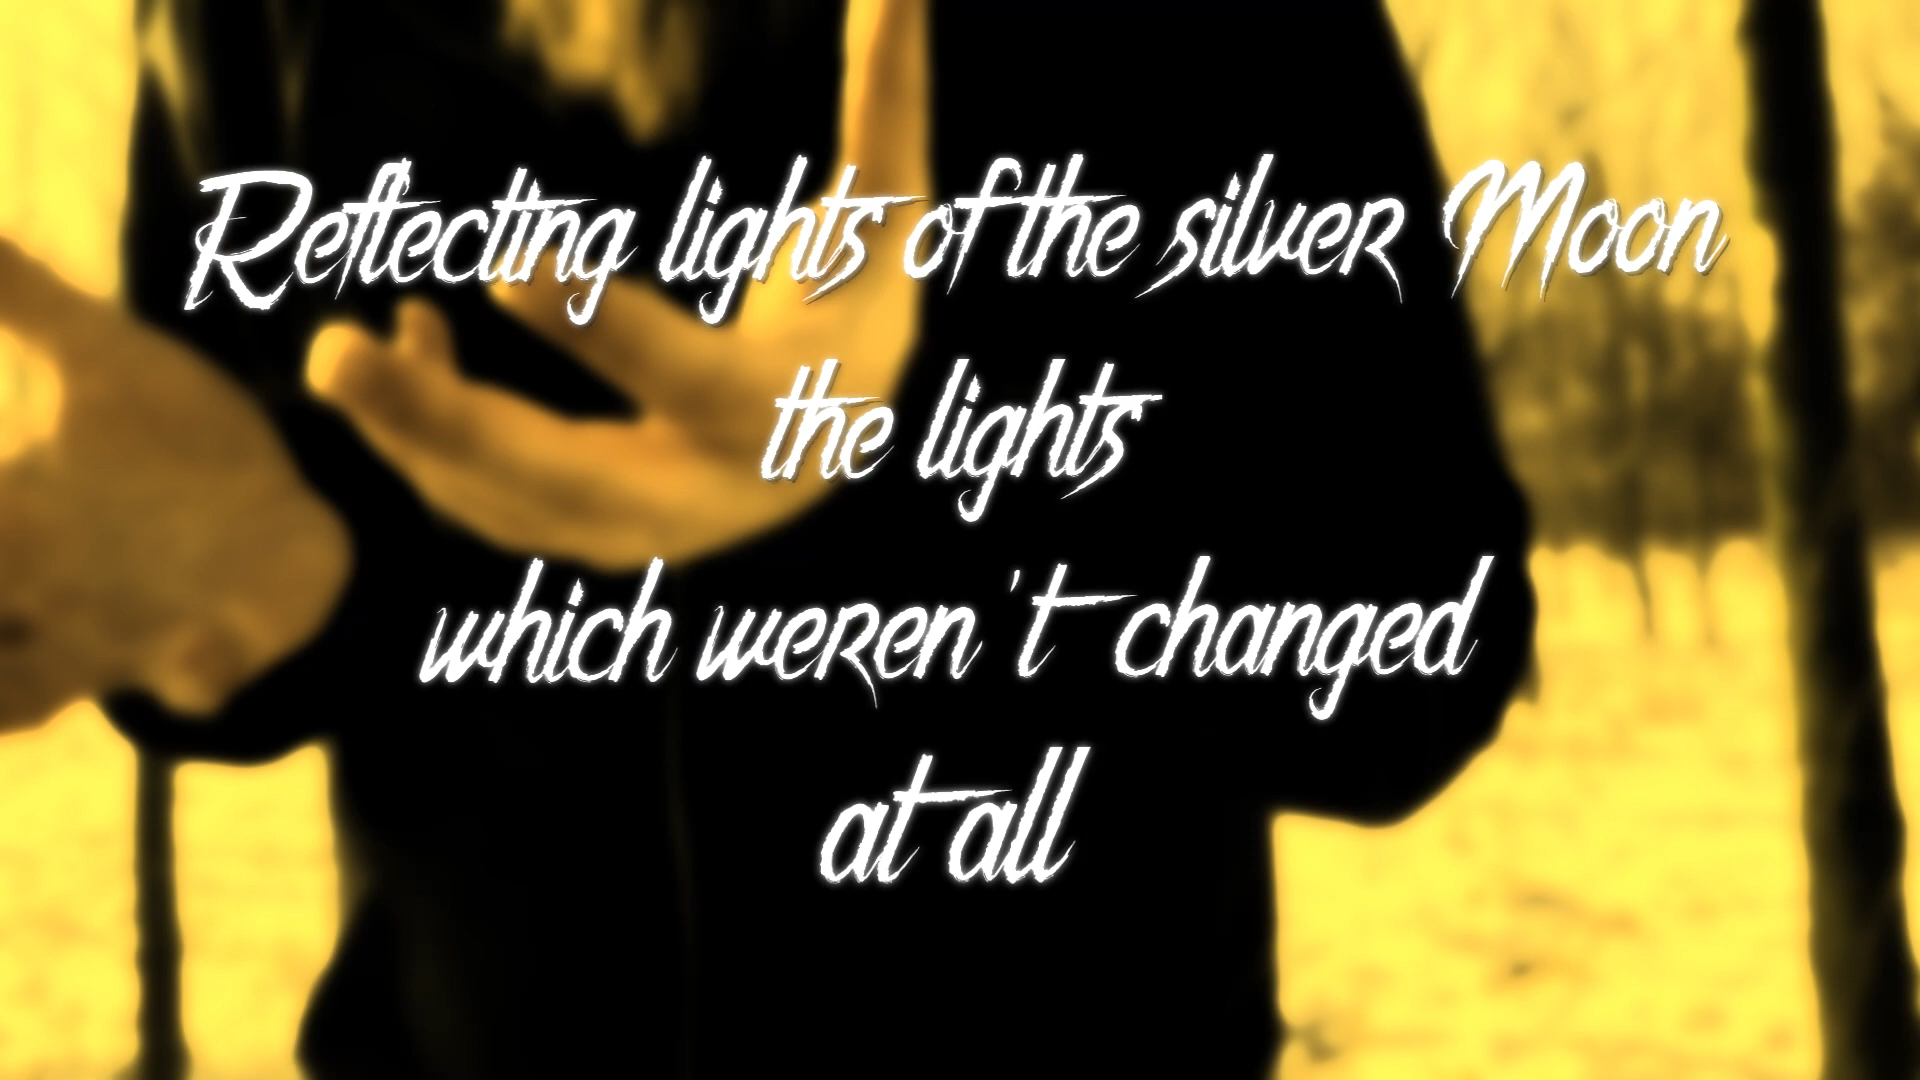 Reflecting lights of the silver Moon
the lights
which weren't changed
at all